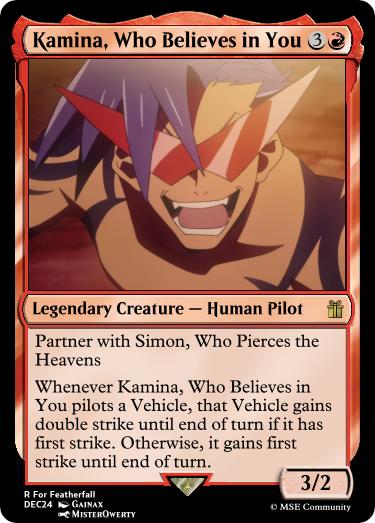 Kamina, Who Believes in You 3
Legendary Creature — Human Pilot
Partner with Simon, Who Pierces the
Heavens
Whenever Kamina, Who Believes in
You pilots a Vehicle, that Vehicle gains
double strike until end of turn if it has
first strike. Otherwise, it gains first
strike until end of turn.
3/2
R For Featherfall
DEC24 Gainax
MisterQwerty
© MSE Community